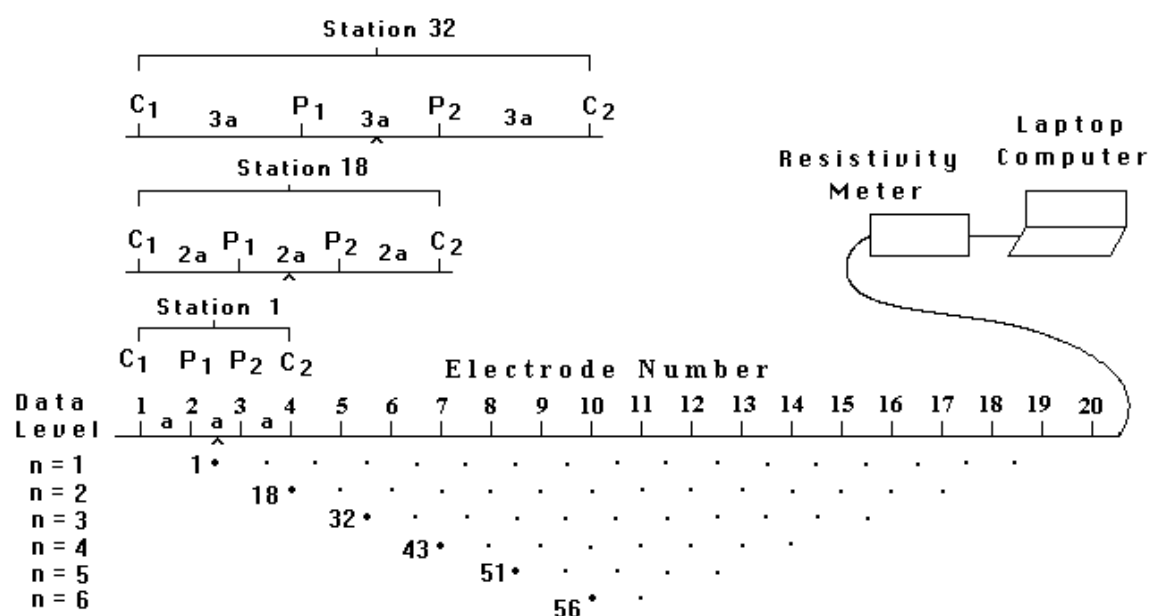 Station 32
C1 3a P1 3a P2 3a C2
Station 18
C1 2a P1 2a P2 2a C2
Station 1
C1 P1 P2 C2
Resistivity Meter
Laptop Computer
Electrode Number
Data Level
1 2 3 4 5 6 7 8 9 10 11 12 13 14 15 16 17 18 19 20
a a a
n = 1 1
n = 2 18
n = 3 32
n = 4 43
n = 5 51
n = 6 56